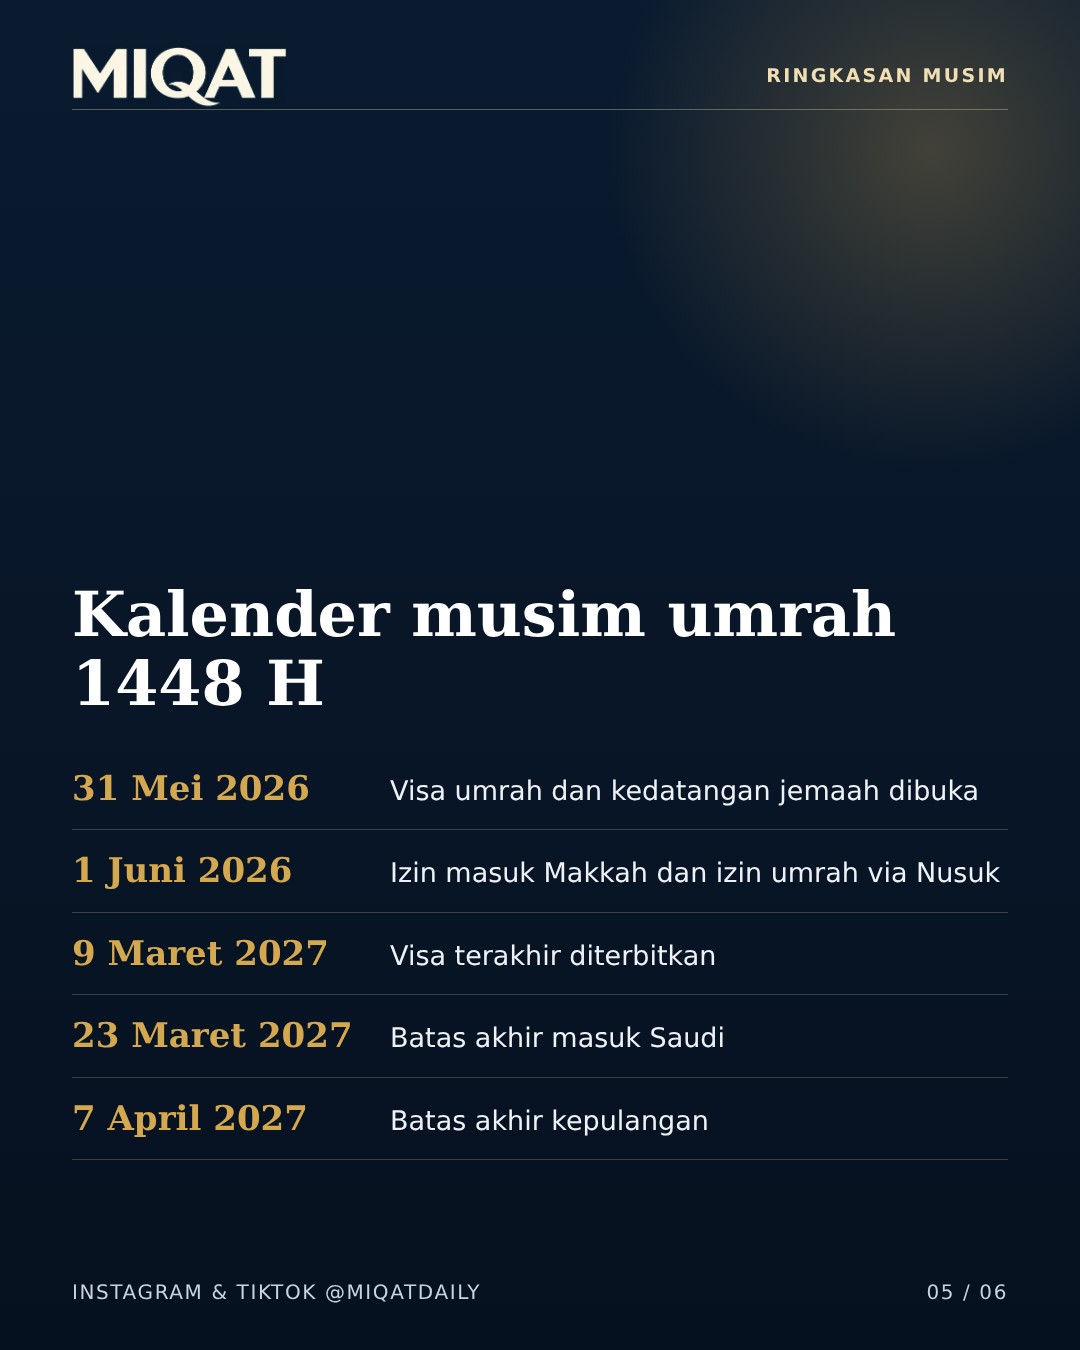 MIQAT
RINGKASAN MUSIM
Kalender musim umrah
1448 H
31 Mei 2026 Visa umrah dan kedatangan jemaah dibuka
1 Juni 2026 Izin masuk Makkah dan izin umrah via Nusuk
9 Maret 2027 Visa terakhir diterbitkan
23 Maret 2027 Batas akhir masuk Saudi
7 April 2027 Batas akhir kepulangan
INSTAGRAM & TIKTOK @MIQATDAILY
05 / 06